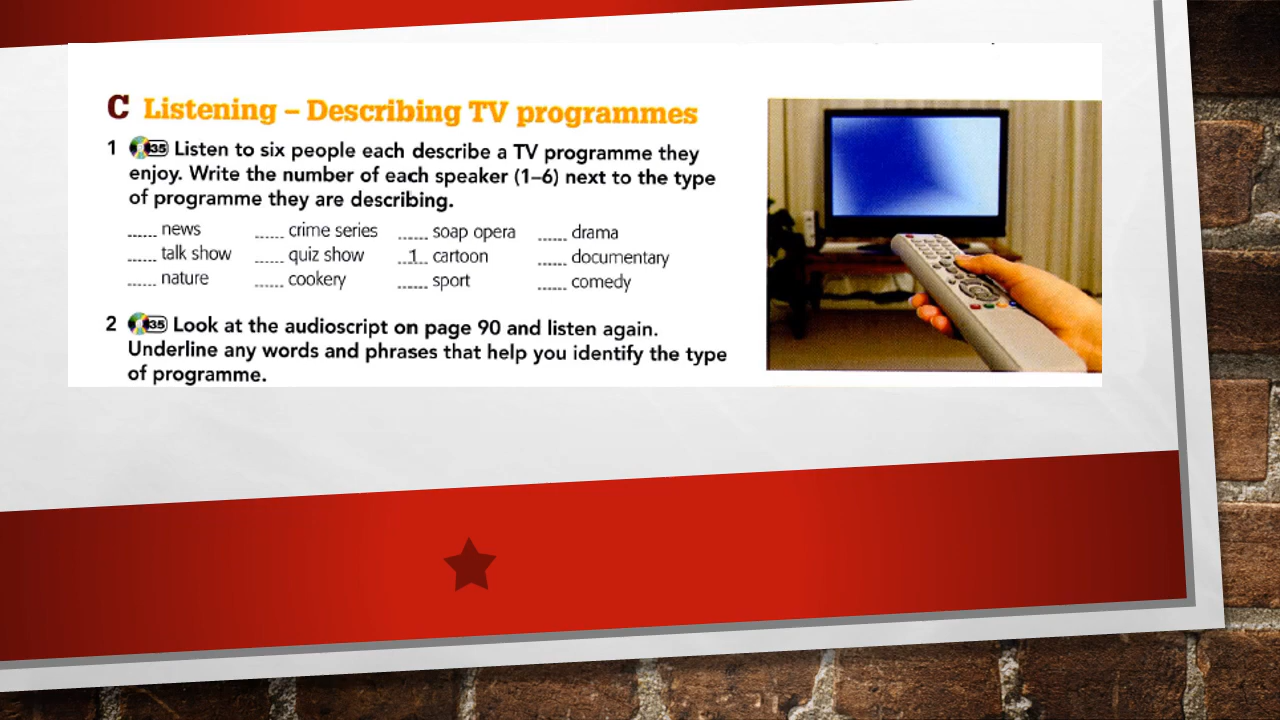 C Listening – Describing TV programmes
1 35 Listen to six people each describe a TV programme they
enjoy. Write the number of each speaker (1–6) next to the type
of programme they are describing.
...... news ...... crime series ...... soap opera ...... drama
...... talk show ...... quiz show ...1... cartoon ...... documentary
...... nature ...... cookery ...... sport ...... comedy
2 35 Look at the audioscript on page 90 and listen again.
Underline any words and phrases that help you identify the type
of programme.